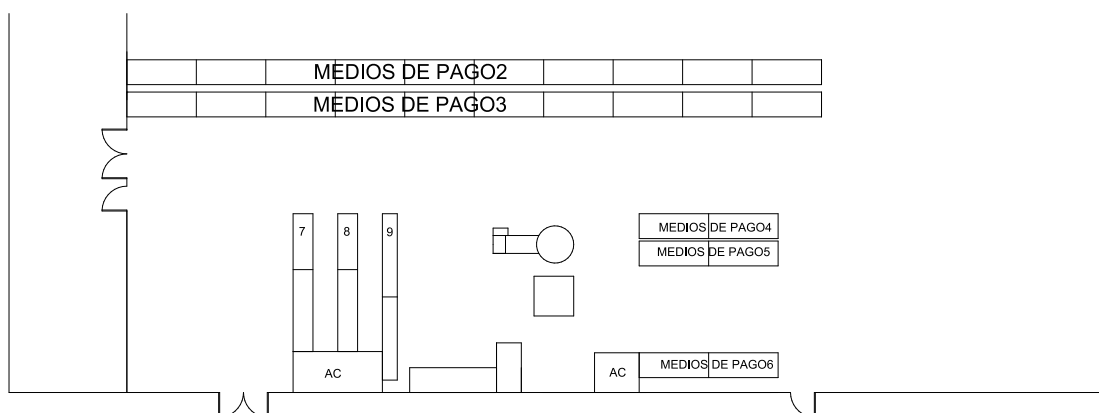 MEDIOS DE PAGO2
MEDIOS DE PAGO3
7 8 9
MEDIOS DE PAGO4
MEDIOS DE PAGO5
AC
AC
MEDIOS DE PAGO6